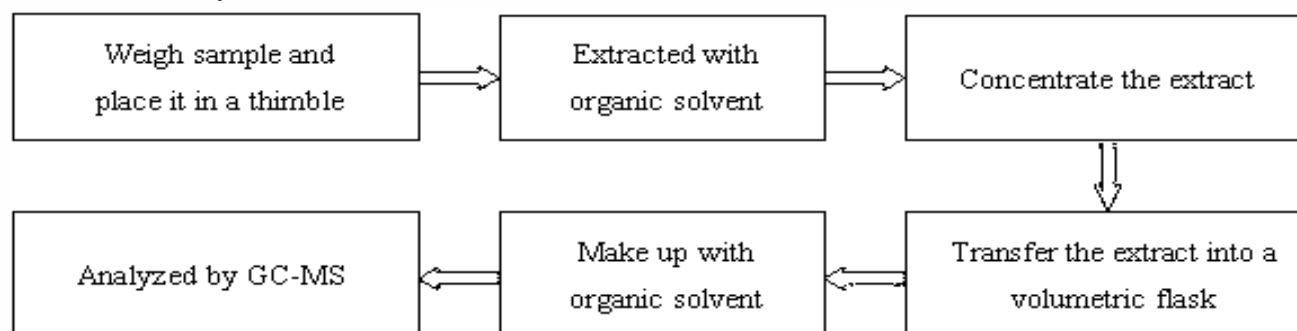 Weigh sample and
place it in a thimble
Extracted with
organic solvent
Concentrate the extract
Transfer the extract into a
volumetric flask
Make up with
organic solvent
Analyzed by GC-MS